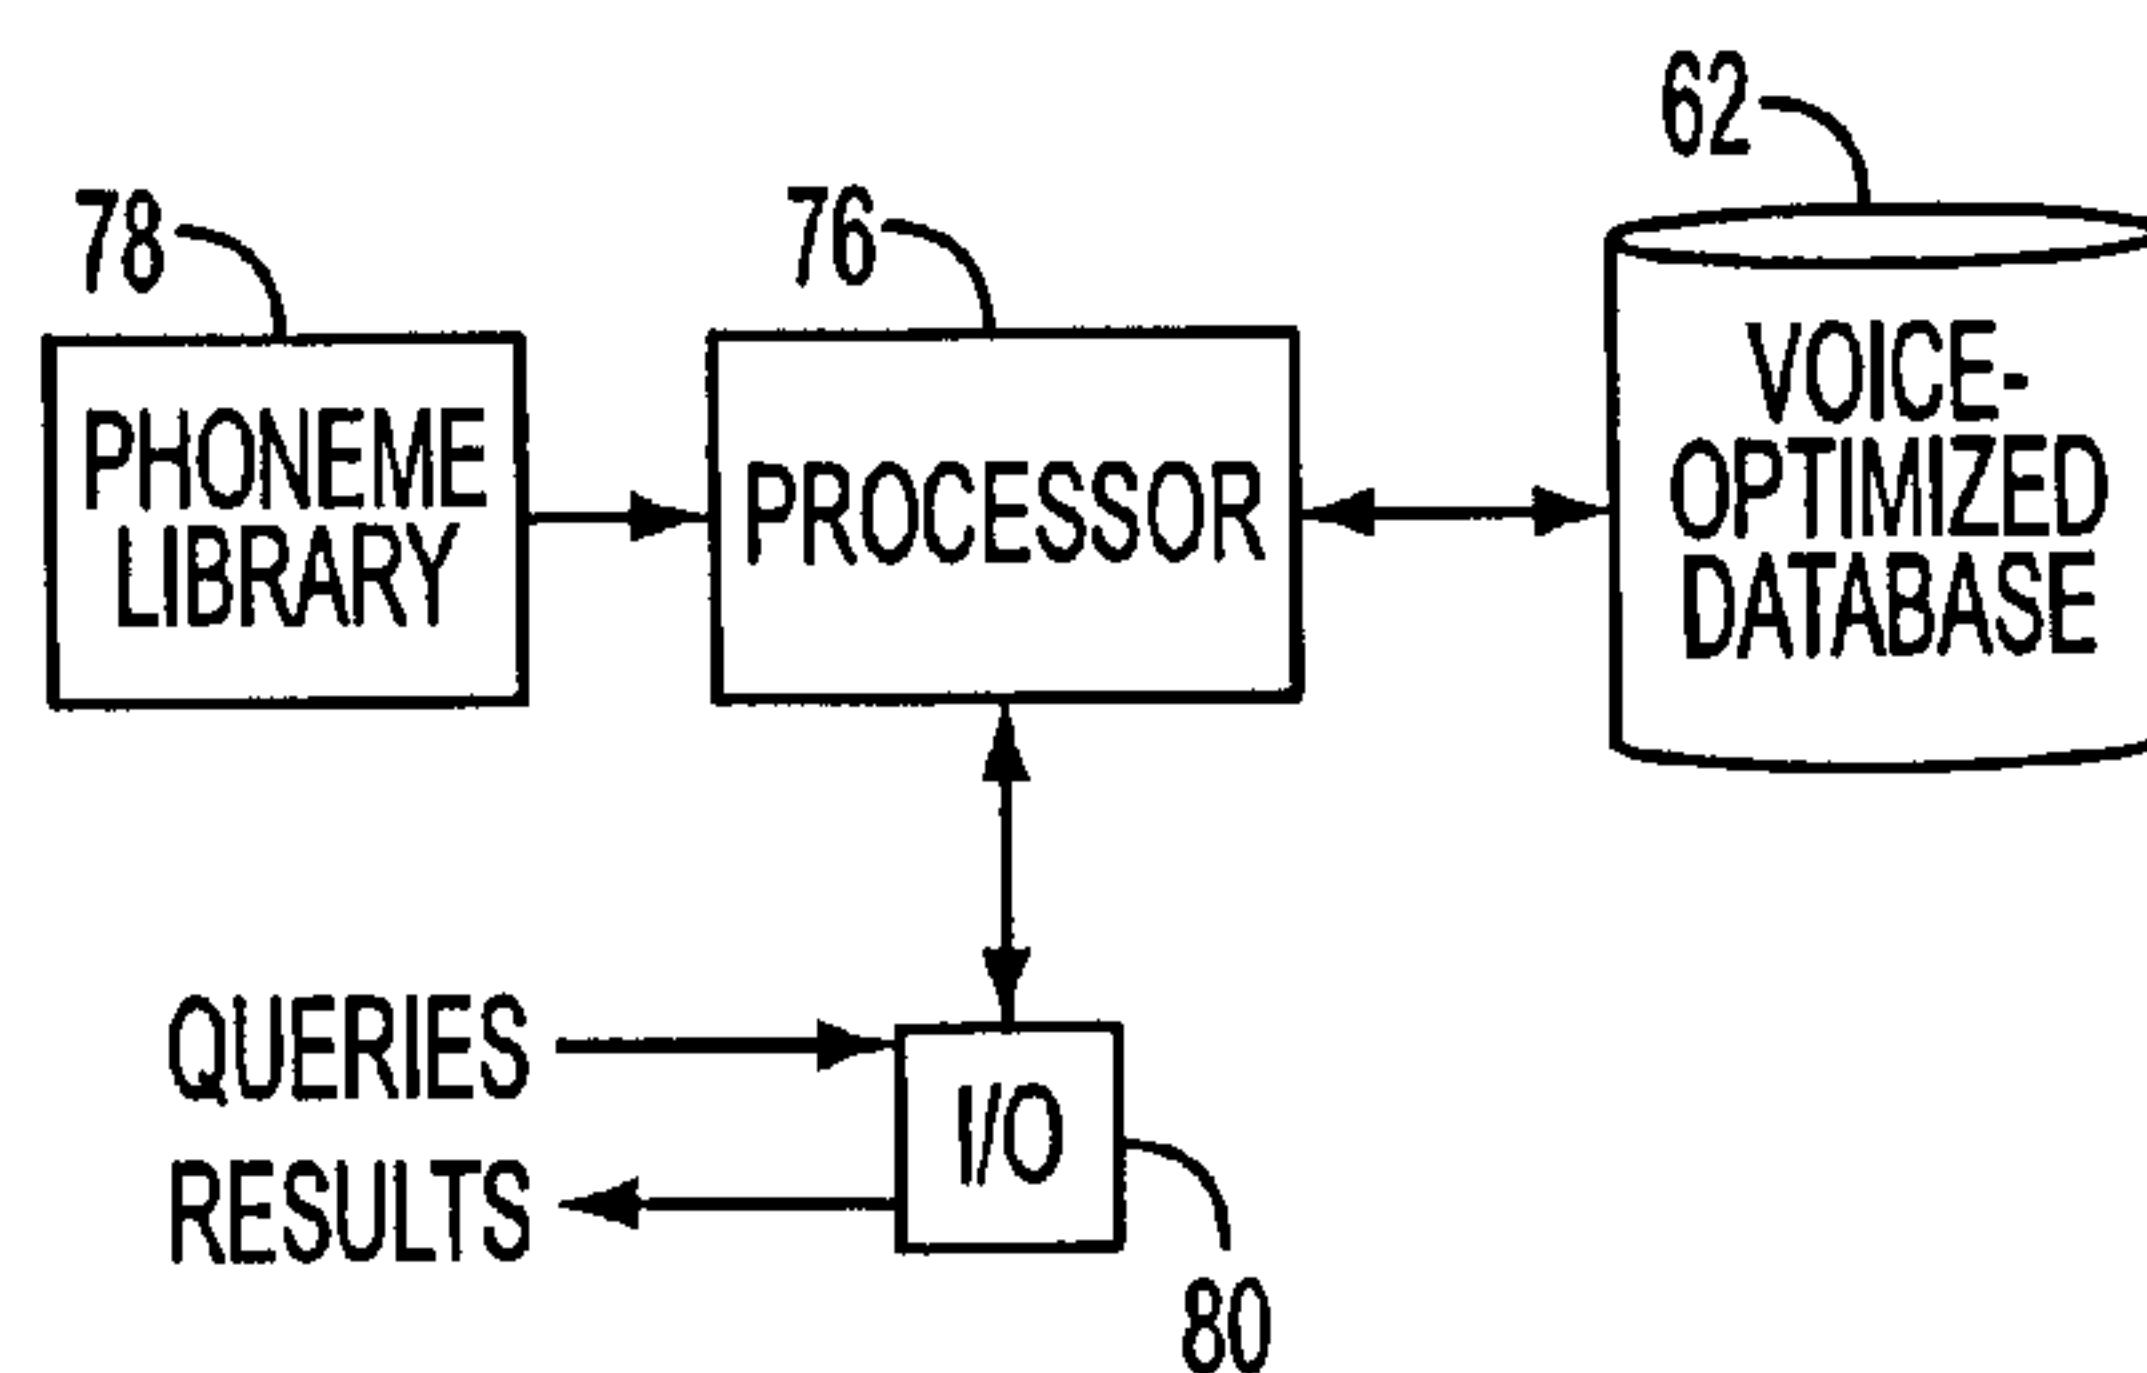 62
78
76
PHONEME
LIBRARY
PROCESSOR
VOICE-
OPTIMIZED
DATABASE
QUERIES
I/O
RESULTS
80